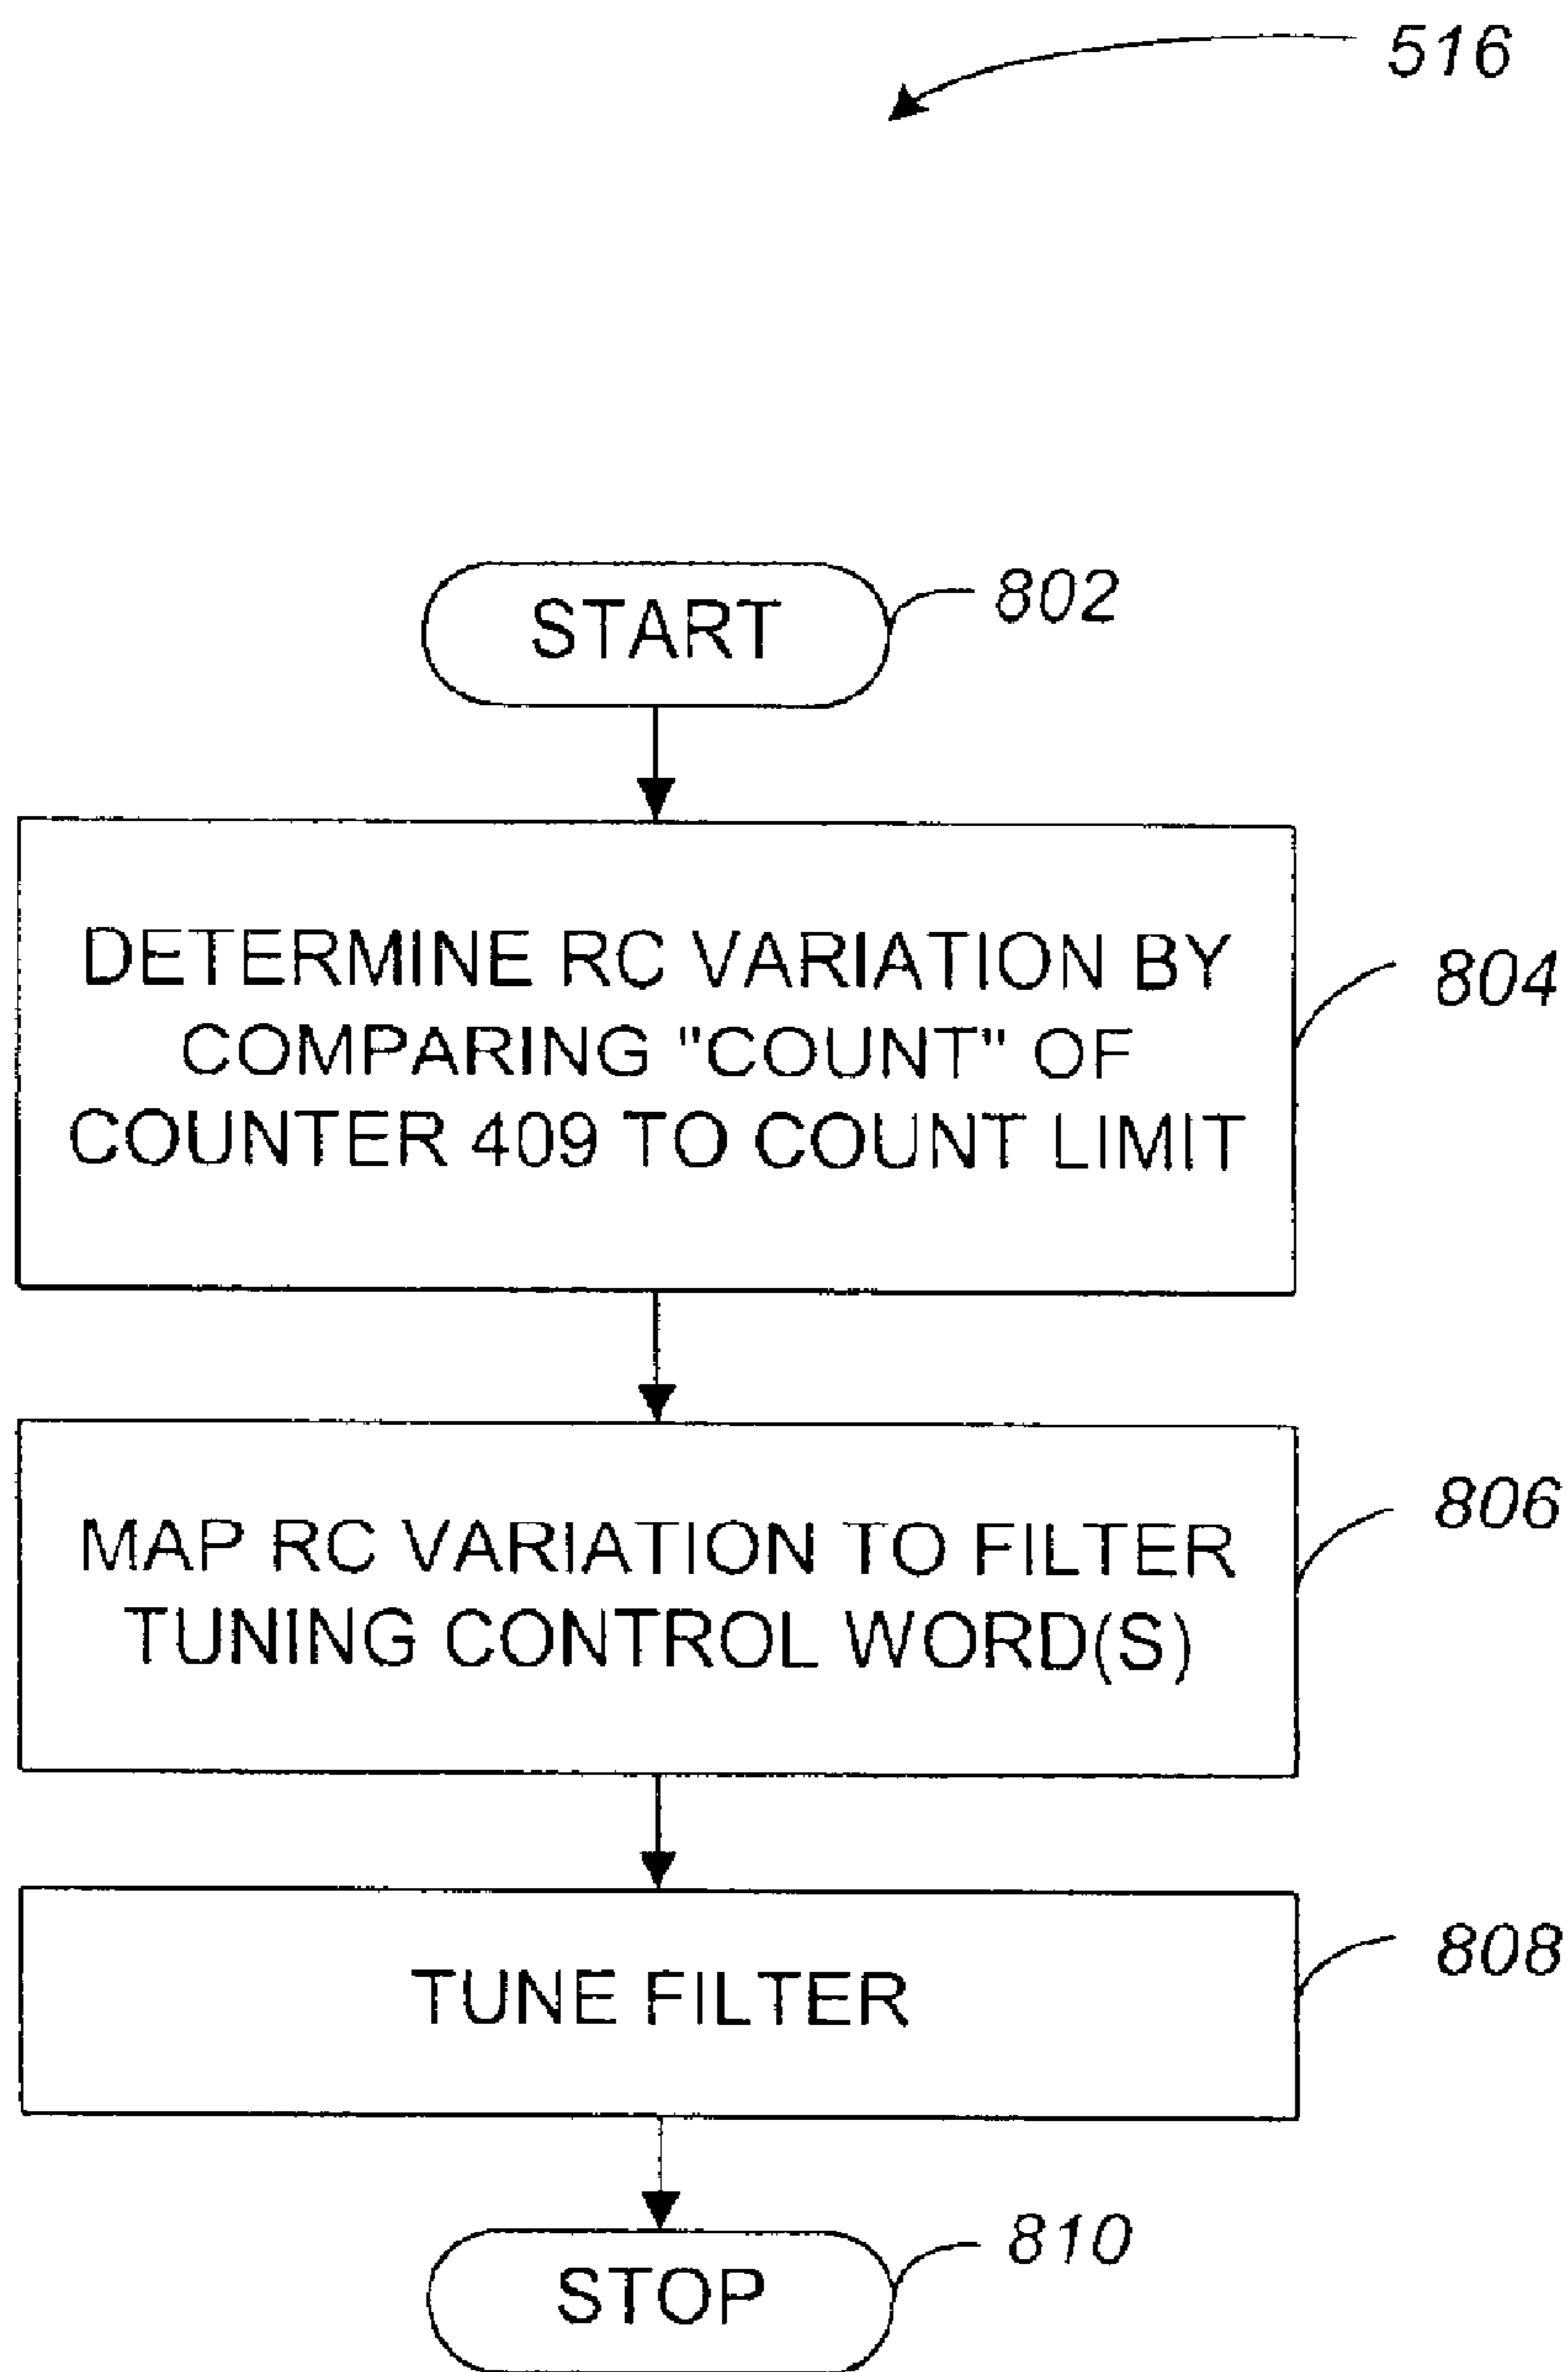 516
START
802
DETERMINE RC VARIATION BY
COMPARING "COUNT" OF
COUNTER 409 TO COUNT LIMIT
804
MAP RC VARIATION TO FILTER
TUNING CONTROL WORD(S)
806
TUNE FILTER
808
STOP
810